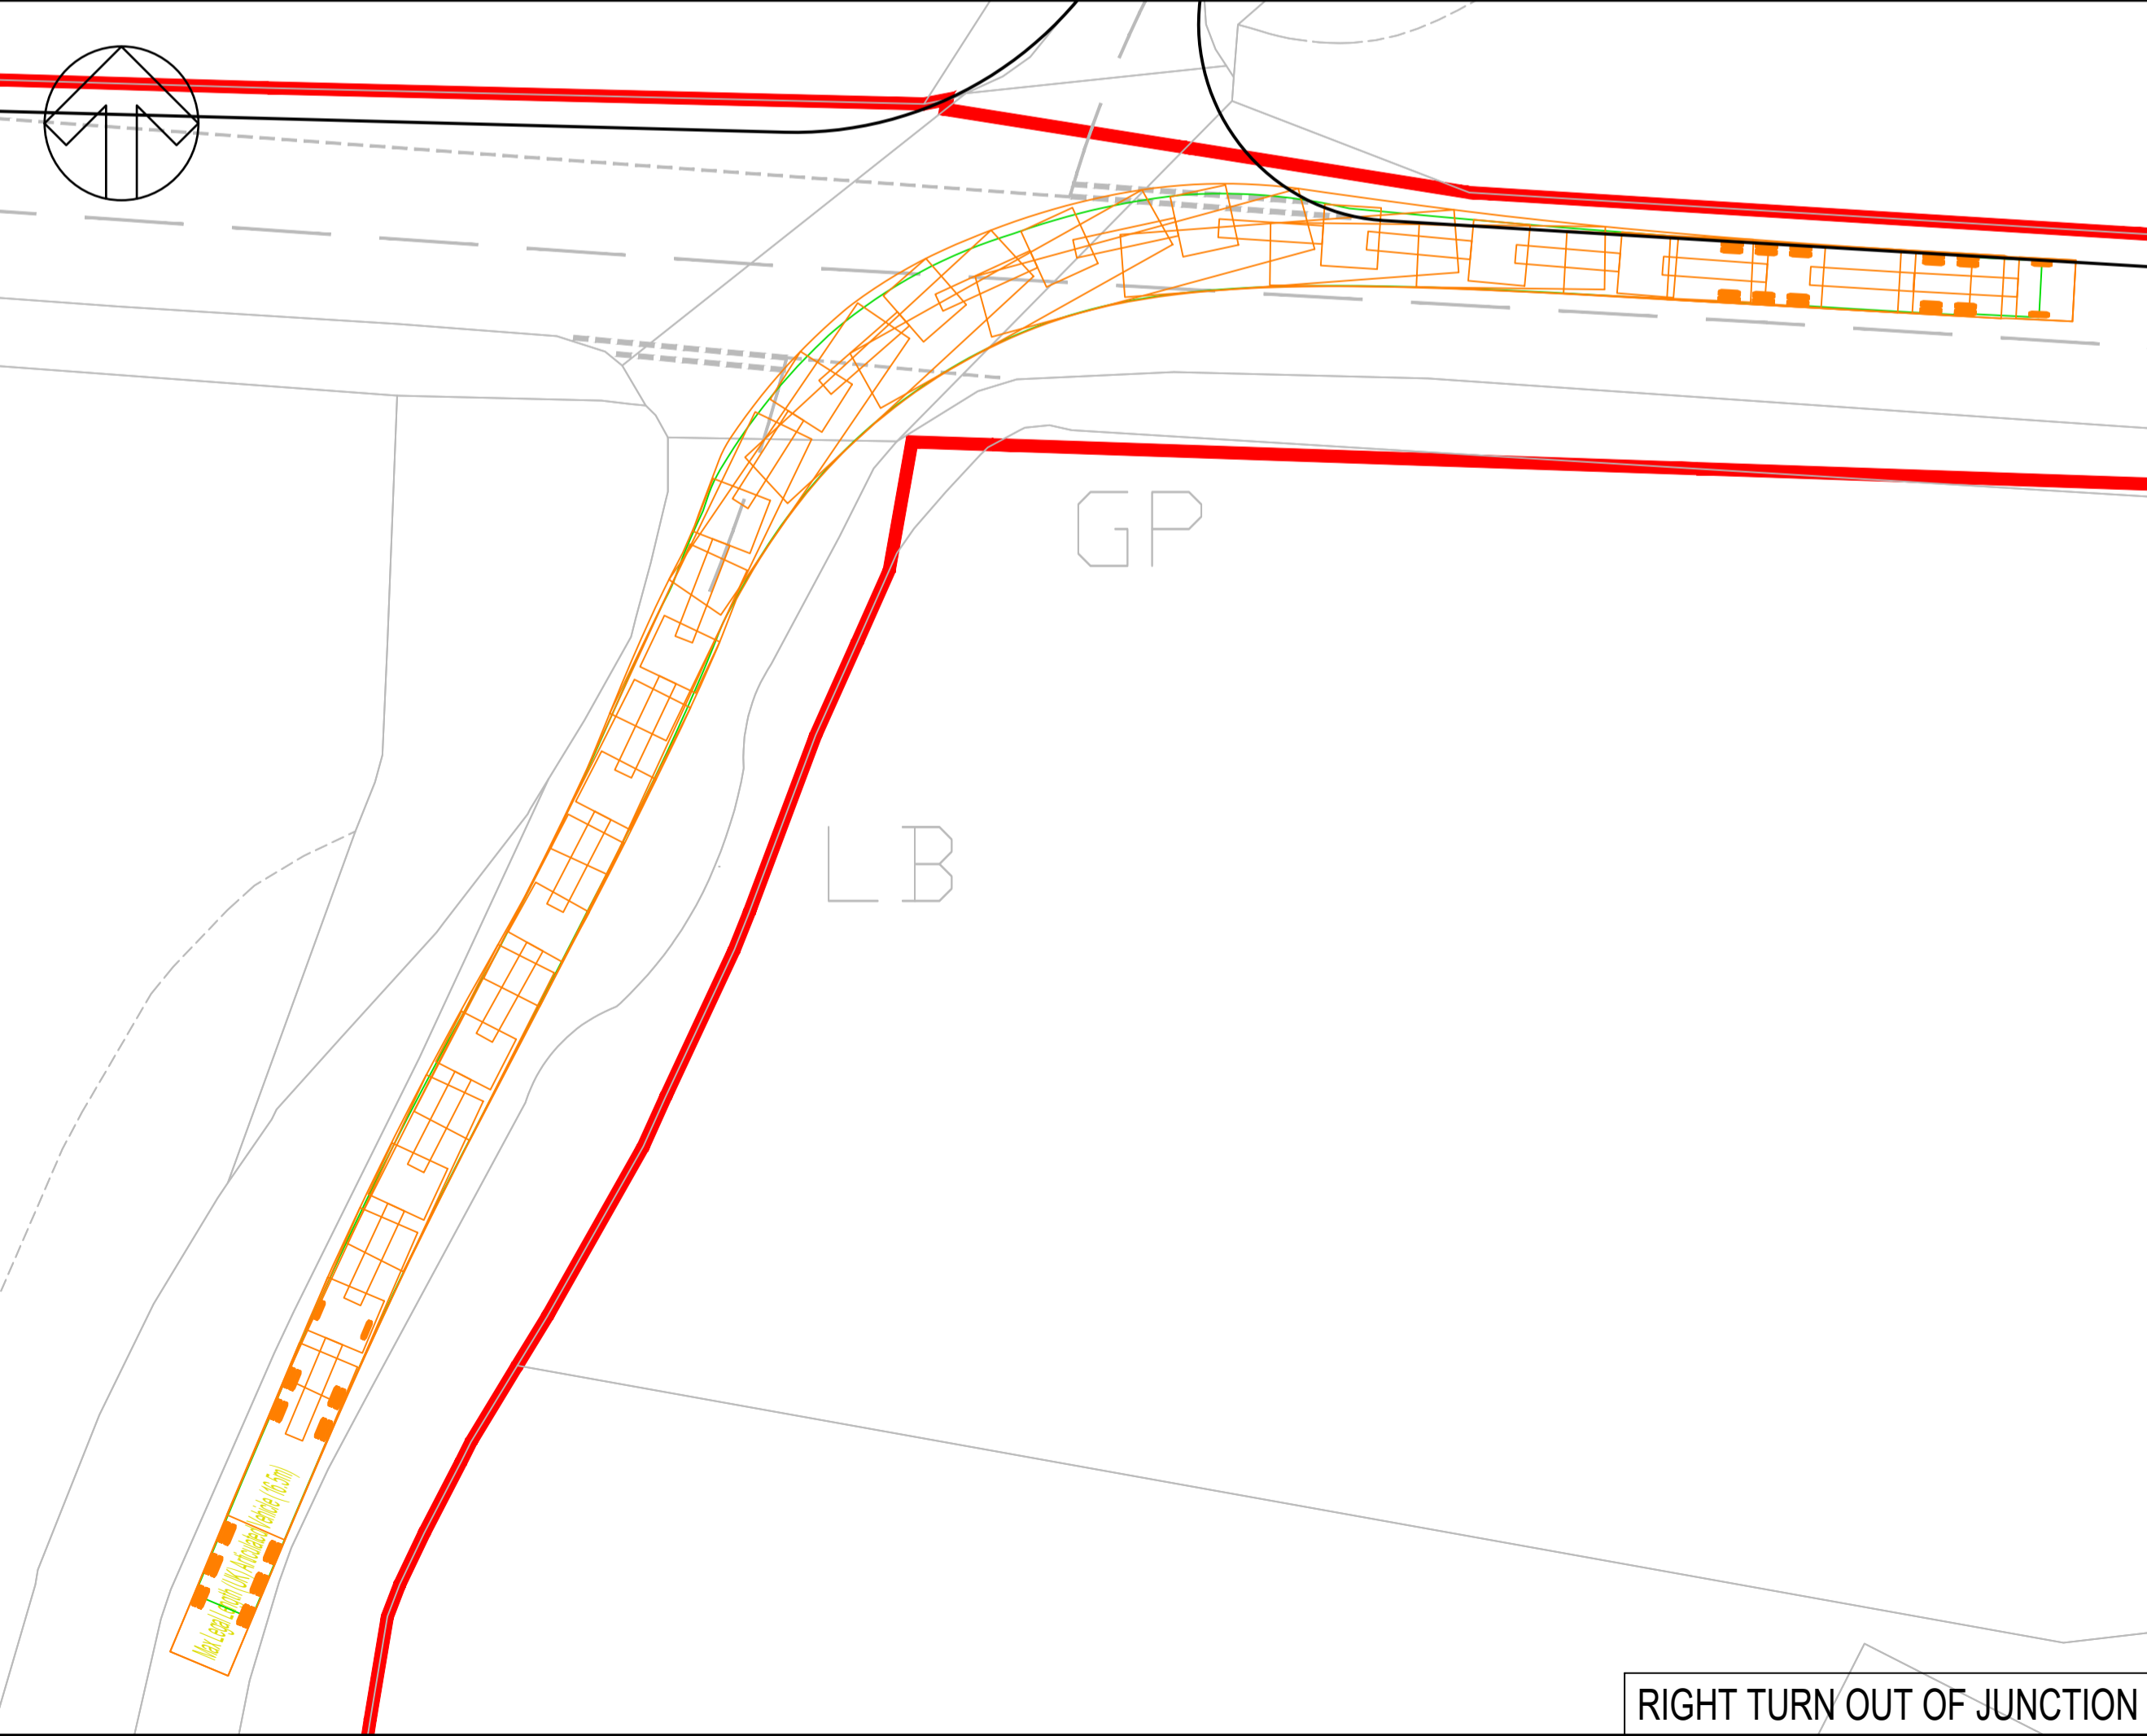 GP
LB
Max Legal Length (UK) Articulated Vehicle (16.5m)
RIGHT TURN OUT OF JUNCTION